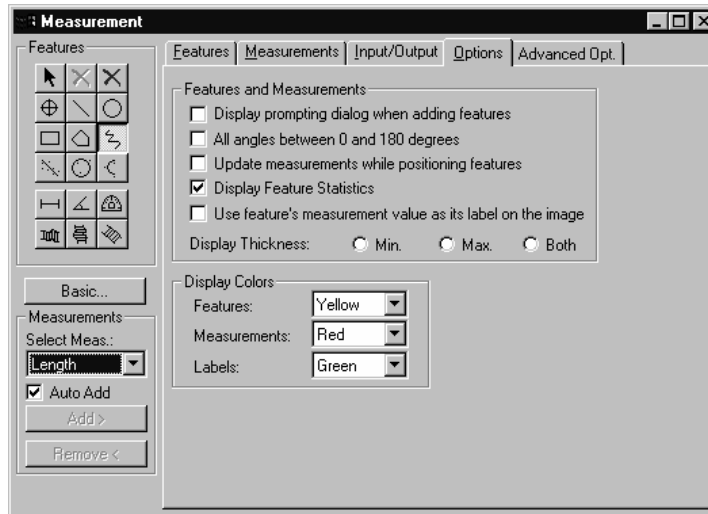 Measurement
Features
Features Measurements Input/Output Options Advanced Opt.
Features and Measurements
Display prompting dialog when adding features
All angles between 0 and 180 degrees
Update measurements while positioning features
Display Feature Statistics
Use feature's measurement value as its label on the image
Display Thickness: Min. Max. Both
Basic...
Measurements
Select Meas.:
Length
Auto Add
Add >
Remove <
Display Colors
Features: Yellow
Measurements: Red
Labels: Green